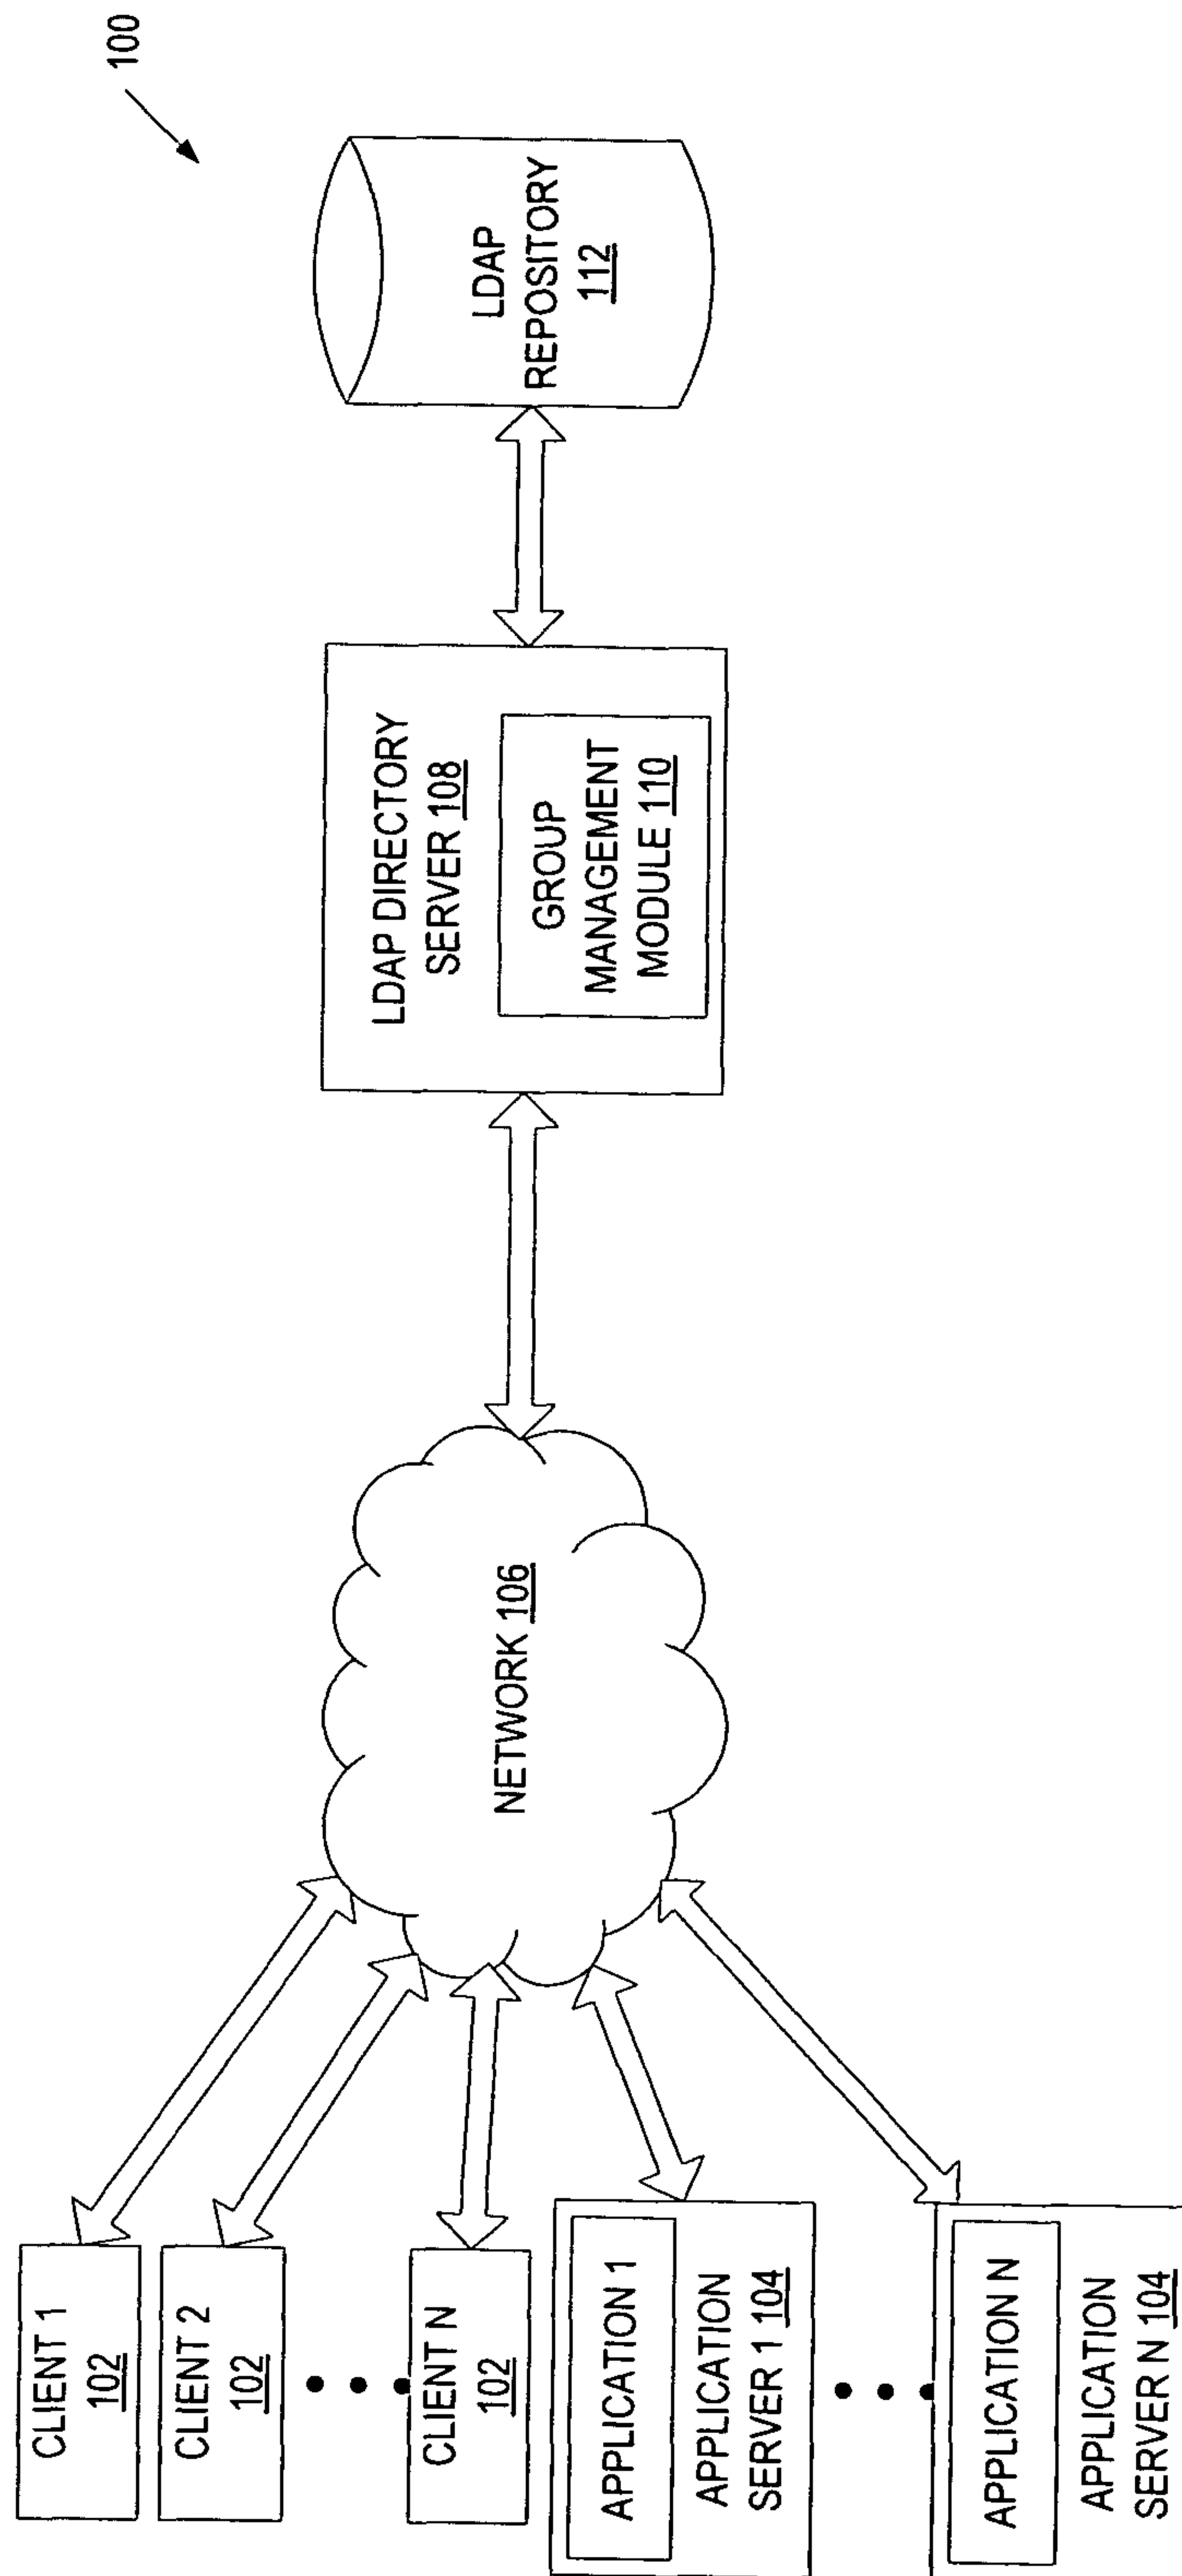 100
CLIENT 1
102
CLIENT 2
102
CLIENT N
102
APPLICATION 1
APPLICATION
SERVER 1 104
APPLICATION N
APPLICATION
SERVER N 104
NETWORK 106
LDAP DIRECTORY
SERVER 108
GROUP
MANAGEMENT
MODULE 110
LDAP
REPOSITORY
112